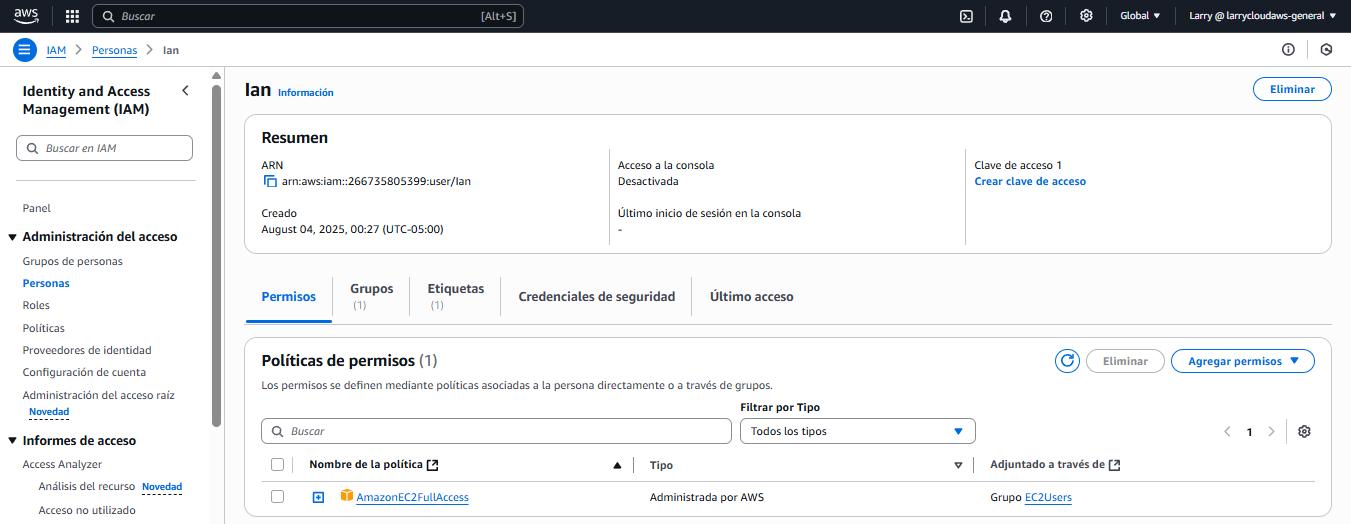 aws
Buscar [Alt+S]
Global
Larry @ larrycloudaws-general
IAM > Personas > Ian
Identity and Access
Management (IAM)
Buscar en IAM
Panel
Administración del acceso
Grupos de personas
Personas
Roles
Políticas
Proveedores de identidad
Configuración de cuenta
Administración del acceso raíz
Novedad
Informes de acceso
Access Analyzer
Análisis del recurso Novedad
Acceso no utilizado
Ian Información
Eliminar
Resumen
ARN
arn:aws:iam::266735805399:user/Ian
Creado
August 04, 2025, 00:27 (UTC-05:00)
Acceso a la consola
Desactivada
Último inicio de sesión en la consola
-
Clave de acceso 1
Crear clave de acceso
Permisos
Grupos
(1)
Etiquetas
(1)
Credenciales de seguridad
Último acceso
Políticas de permisos (1)
Eliminar
Agregar permisos
Los permisos se definen mediante políticas asociadas a la persona directamente o a través de grupos.
Filtrar por Tipo
Buscar
Todos los tipos
1
Nombre de la política
Tipo
Adjuntado a través de
AmazonEC2FullAccess
Administrada por AWS
Grupo EC2Users